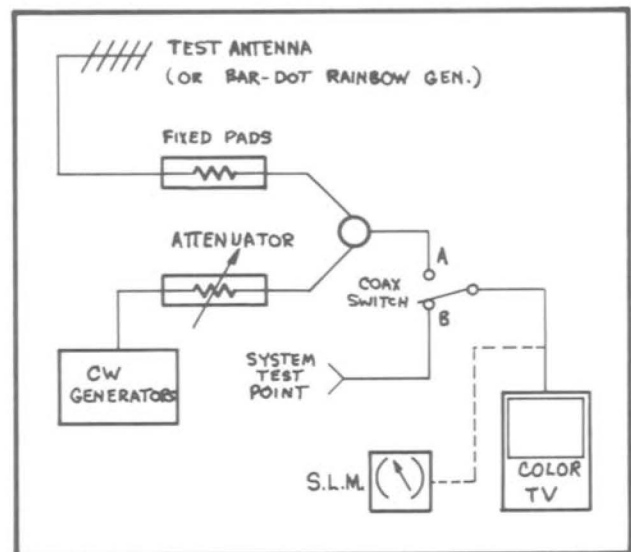 TEST ANTENNA
(OR BAR-DOT RAINBOW GEN.)
FIXED PADS
ATTENUATOR
A
COAX
SWITCH
B
CW
GENERATORS
SYSTEM
TEST
POINT
S.L.M.
COLOR
TV